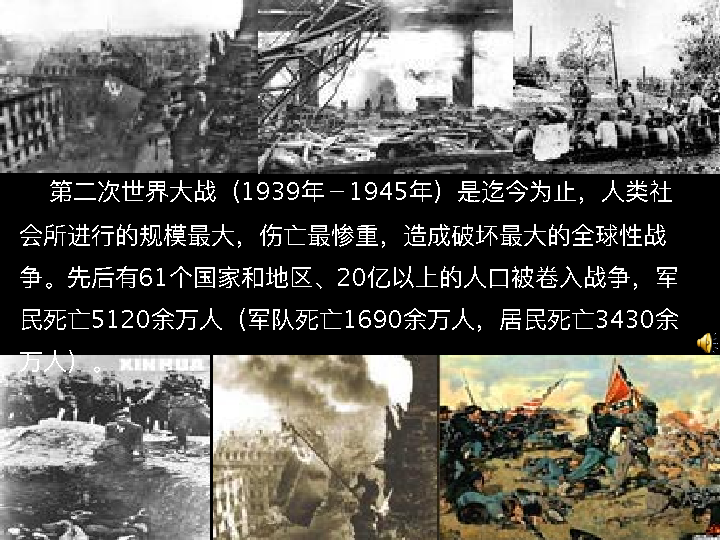 第二次世界大战（1939年－1945年）是迄今为止，人类社
会所进行的规模最大，伤亡最惨重，造成破坏最大的全球性战
争。先后有61个国家和地区、20亿以上的人口被卷入战争，军
民死亡5120余万人（军队死亡1690余万人，居民死亡3430余
万人）。
XINHUA